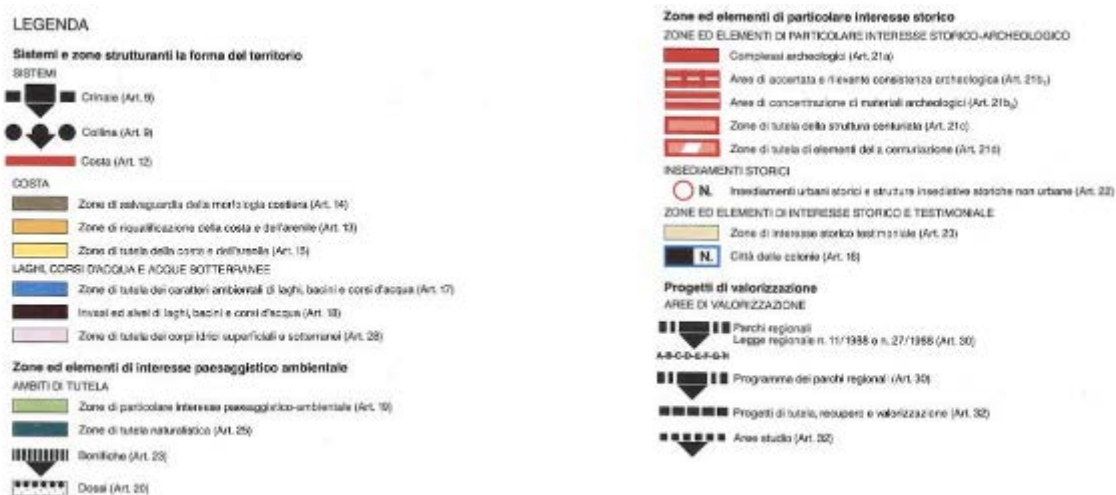 LEGENDA
Sistemi e zone strutturanti la forma del territorio
SISTEMI
Crinale (Art. 9)
Collina (Art. 9)
Costa (Art. 12)
COSTA
Zone di salvaguardia della morfologia costiera (Art. 14)
Zone di riqualificazione della costa e dell'arenile (Art. 13)
Zone di tutela della costa e dell'arenile (Art. 15)
LAGHI, CORSI D'ACQUA E ACQUE SOTTERRANEE
Zone di tutela dei caratteri ambientali di laghi, bacini e corsi d'acqua (Art. 17)
Invasi ed alvei di laghi, bacini e corsi d'acqua (Art. 18)
Zone di tutela dei corpi idrici superficiali e sotterranei (Art. 28)
Zone ed elementi di interesse paesaggistico ambientale
AMBITI DI TUTELA
Zone di particolare interesse paesaggistico-ambientale (Art. 19)
Zone di tutela naturalistica (Art. 25)
Bonifiche (Art. 23)
Dossi (Art. 20)
Zone ed elementi di particolare interesse storico
ZONE ED ELEMENTI DI PARTICOLARE INTERESSE STORICO-ARCHEOLOGICO
Complessi archeologici (Art. 21a)
Aree di accertata e rilevante consistenza archeologica (Art. 21b₁)
Aree di concentrazione di materiali archeologici (Art. 21b₂)
Zone di tutela della struttura centuriata (Art. 21c)
Zone di tutela di elementi della centuriazione (Art. 21d)
INSEDIAMENTI STORICI
N. Insediamenti urbani storici e strutture insediative storiche non urbane (Art. 22)
ZONE ED ELEMENTI DI INTERESSE STORICO E TESTIMONIALE
Zone di interesse storico testimoniale (Art. 23)
N. Città delle colonie (Art. 16)
Progetti di valorizzazione
AREE DI VALORIZZAZIONE
Parchi regionali
Legge regionale n. 11/1988 e n. 27/1988 (Art. 30)
A-B-C-D-E-F-G-H
Programma dei parchi regionali (Art. 30)
Progetti di tutela, recupero e valorizzazione (Art. 32)
Aree studio (Art. 32)